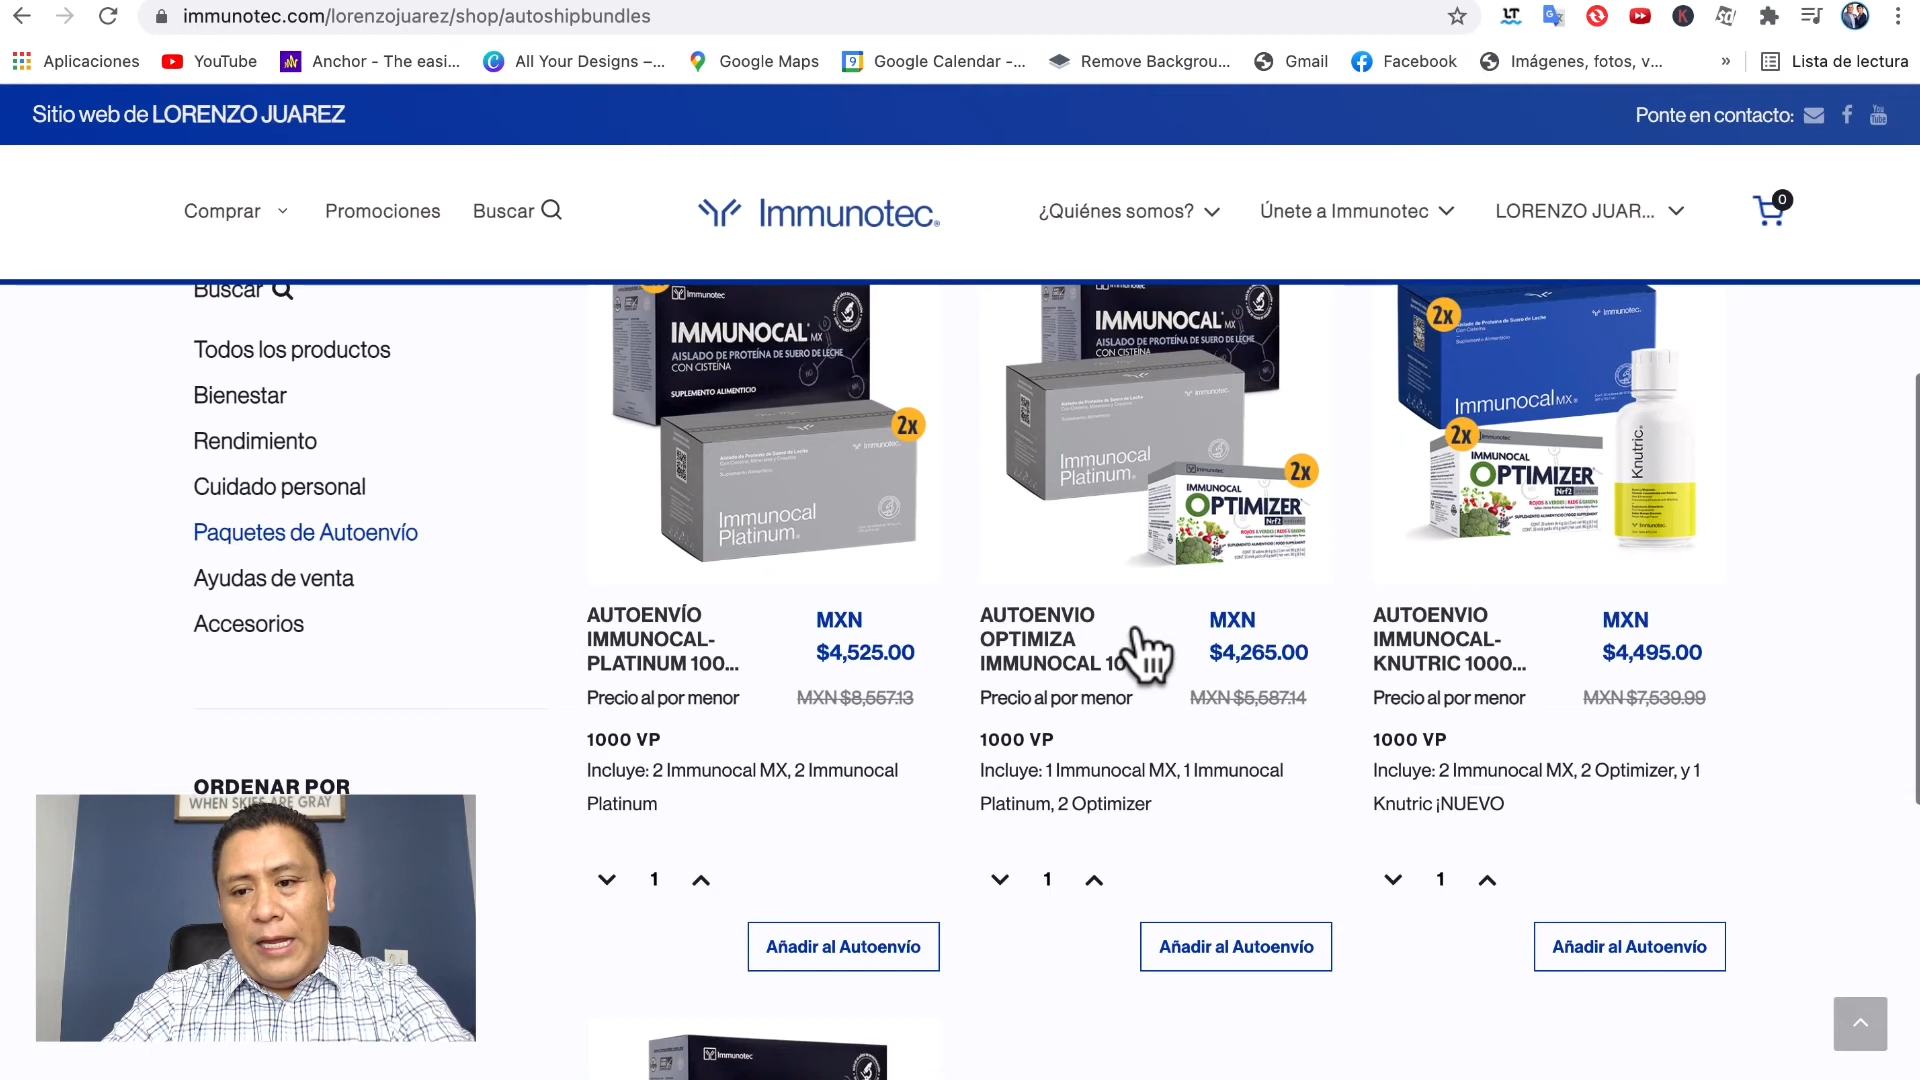 immunotec.com/lorenzojuarez/shop/autoshipbundles
Aplicaciones
YouTube
Anchor - The easi...
All Your Designs –...
Google Maps
Google Calendar -...
Remove Backgrou...
Gmail
Facebook
Imágenes, fotos, v...
»
Lista de lectura
Sitio web de LORENZO JUAREZ
Ponte en contacto:
Comprar
Promociones
Buscar
Immunotec
¿Quiénes somos?
Únete a Immunotec
LORENZO JUAR...
0
Buscar
Todos los productos
Bienestar
Rendimiento
Cuidado personal
Paquetes de Autoenvío
Ayudas de venta
Accesorios
ORDENAR POR
WHEN SKIES ARE GRAY
Immunotec
IMMUNOCAL MX
AISLADO DE PROTEÍNA DE SUERO DE LECHE
CON CISTEÍNA
SUPLEMENTO ALIMENTICIO
2x
Immunocal
Platinum
IMMUNOCAL MX
AISLADO DE PROTEÍNA DE SUERO DE LECHE
CON CISTEÍNA
Immunocal
Platinum
2x
IMMUNOCAL
OPTIMIZER
Nrf2
2x
Immunocal MX
2x
IMMUNOCAL
OPTIMIZER
Knutric
Immunotec
AUTOENVÍO
IMMUNOCAL-
PLATINUM 100...
MXN
$4,525.00
Precio al por menor
MXN $8,557.13
1000 VP
Incluye: 2 Immunocal MX, 2 Immunocal
Platinum
1
Añadir al Autoenvío
AUTOENVIO
OPTIMIZA
IMMUNOCAL 10
MXN
$4,265.00
Precio al por menor
MXN $5,587.14
1000 VP
Incluye: 1 Immunocal MX, 1 Immunocal
Platinum, 2 Optimizer
1
Añadir al Autoenvío
AUTOENVIO
IMMUNOCAL-
KNUTRIC 1000...
MXN
$4,495.00
Precio al por menor
MXN $7,539.99
1000 VP
Incluye: 2 Immunocal MX, 2 Optimizer, y 1
Knutric ¡NUEVO
1
Añadir al Autoenvío
Immunotec